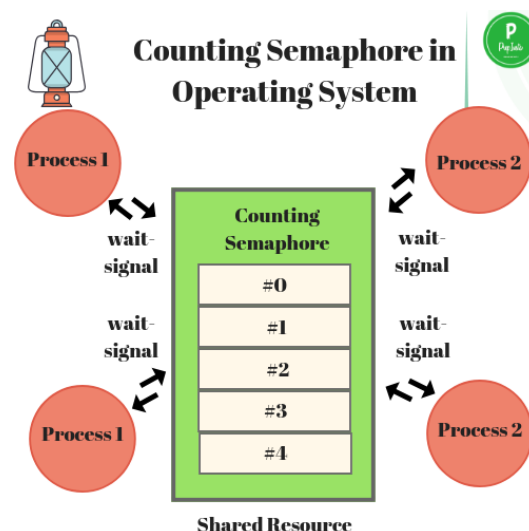 P
PrepInsta
Counting Semaphore in
Operating System
Process 1
Process 2
wait-
signal
Counting
Semaphore
wait-
signal
#0
#1
#2
#3
#4
wait-
signal
wait-
signal
Process 1
Process 2
Shared Resource